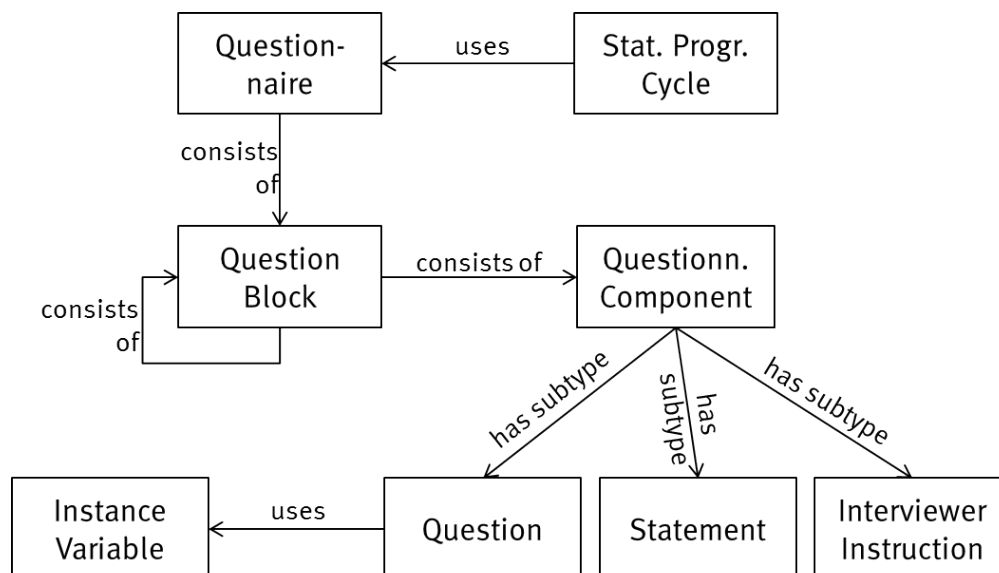 Question-
naire
uses
Stat. Progr.
Cycle
consists
of
Question
Block
consists of
Questionn.
Component
consists
of
has subtype
has
subtype
has subtype
Instance
Variable
uses
Question
Statement
Interviewer
Instruction